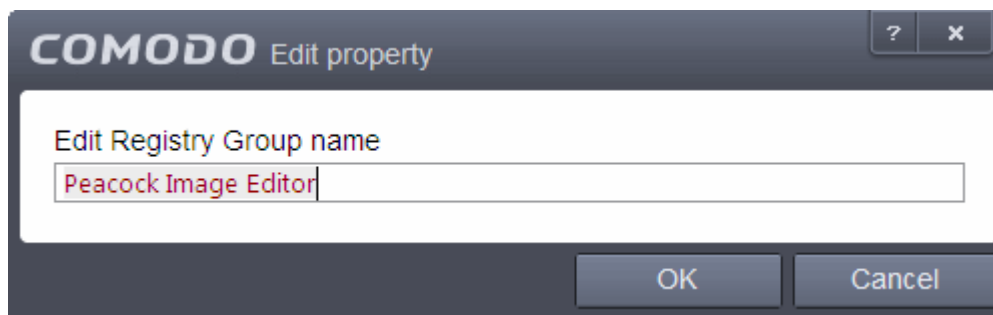 COMODO Edit property ? ×
Edit Registry Group name
Peacock Image Editor
OK Cancel